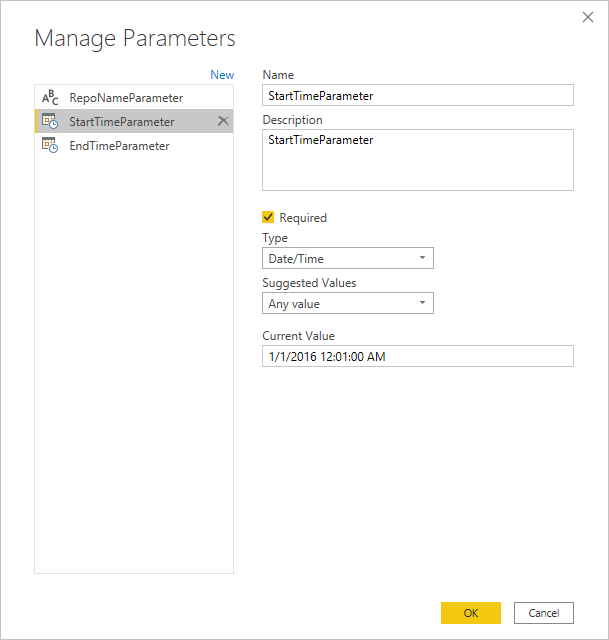 Manage Parameters
New
ABC RepoNameParameter
StartTimeParameter
EndTimeParameter
Name
StartTimeParameter
Description
StartTimeParameter
Required
Type
Date/Time
Suggested Values
Any value
Current Value
1/1/2016 12:01:00 AM
OK
Cancel